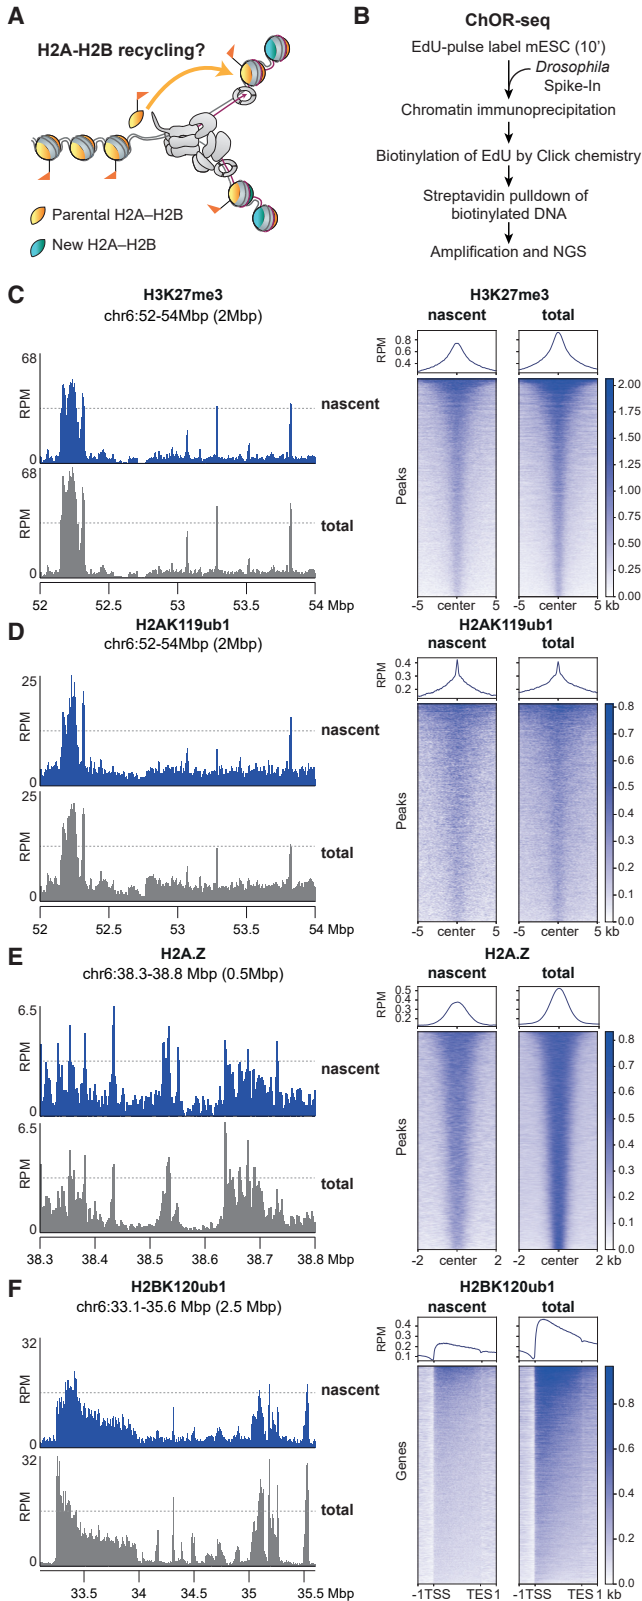 A
H2A-H2B recycling?
Parental H2A–H2B
New H2A–H2B
B
ChOR-seq
EdU-pulse label mESC (10’)
Drosophila
Spike-In
Chromatin immunoprecipitation
Biotinylation of EdU by Click chemistry
Streptavidin pulldown of
biotinylated DNA
Amplification and NGS
C
H3K27me3
chr6:52-54Mbp (2Mbp)
68
RPM
0
nascent
68
RPM
0
total
52 52.5 53 53.5 54 Mbp
H3K27me3
nascent total
RPM
0.8
0.6
0.4
Peaks
2.00
1.75
1.50
1.25
1.00
0.75
0.50
0.25
0.00
-5 center 5 -5 center 5 kb
D
H2AK119ub1
chr6:52-54Mbp (2Mbp)
25
RPM
0
nascent
25
RPM
0
total
52 52.5 53 53.5 54 Mbp
H2AK119ub1
nascent total
RPM
0.4
0.3
0.2
Peaks
0.8
0.7
0.6
0.5
0.4
0.3
0.2
0.1
0.0
-5 center 5 -5 center 5 kb
E
H2A.Z
chr6:38.3-38.8 Mbp (0.5Mbp)
6.5
RPM
0
nascent
6.5
RPM
0
total
38.3 38.4 38.5 38.6 38.7 38.8 Mbp
H2A.Z
nascent total
RPM
0.5
0.4
0.3
0.2
Peaks
0.8
0.7
0.6
0.5
0.4
0.3
0.2
0.1
0.0
-2 center 2 -2 center 2 kb
F
H2BK120ub1
chr6:33.1-35.6 Mbp (2.5 Mbp)
32
RPM
0
nascent
32
RPM
0
total
33.5 34 34.5 35 35.5 Mbp
H2BK120ub1
nascent total
RPM
0.4
0.3
0.2
0.1
Genes
0.8
0.6
0.4
0.2
0.0
-1TSS TES1 -1TSS TES1 kb